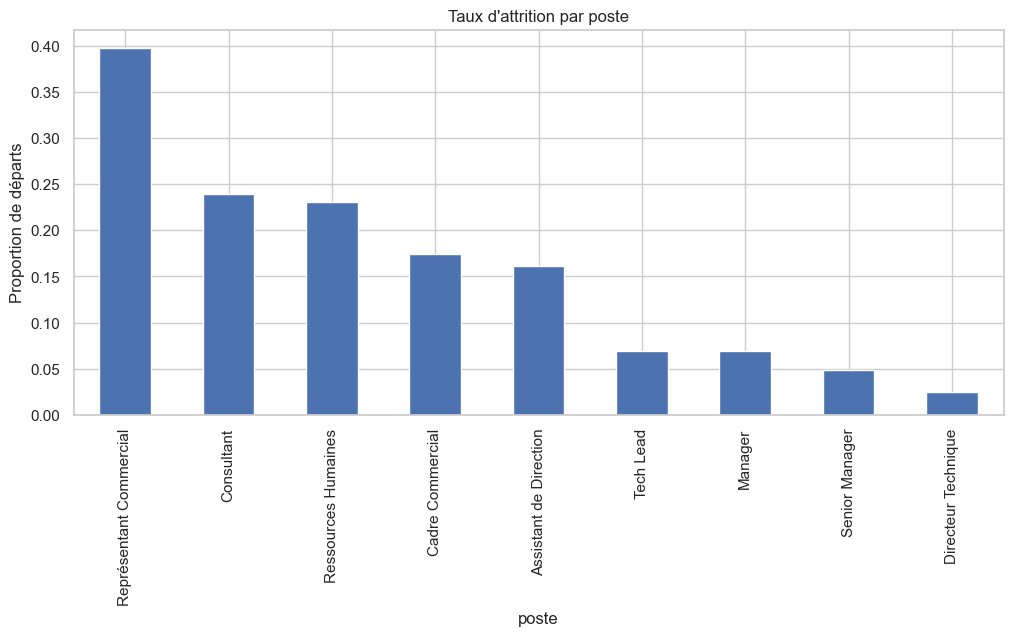 Taux d'attrition par poste
Proportion de départs
0.40
0.35
0.30
0.25
0.20
0.15
0.10
0.05
0.00
Représentant Commercial
Consultant
Ressources Humaines
Cadre Commercial
Assistant de Direction
Tech Lead
Manager
Senior Manager
Directeur Technique
poste